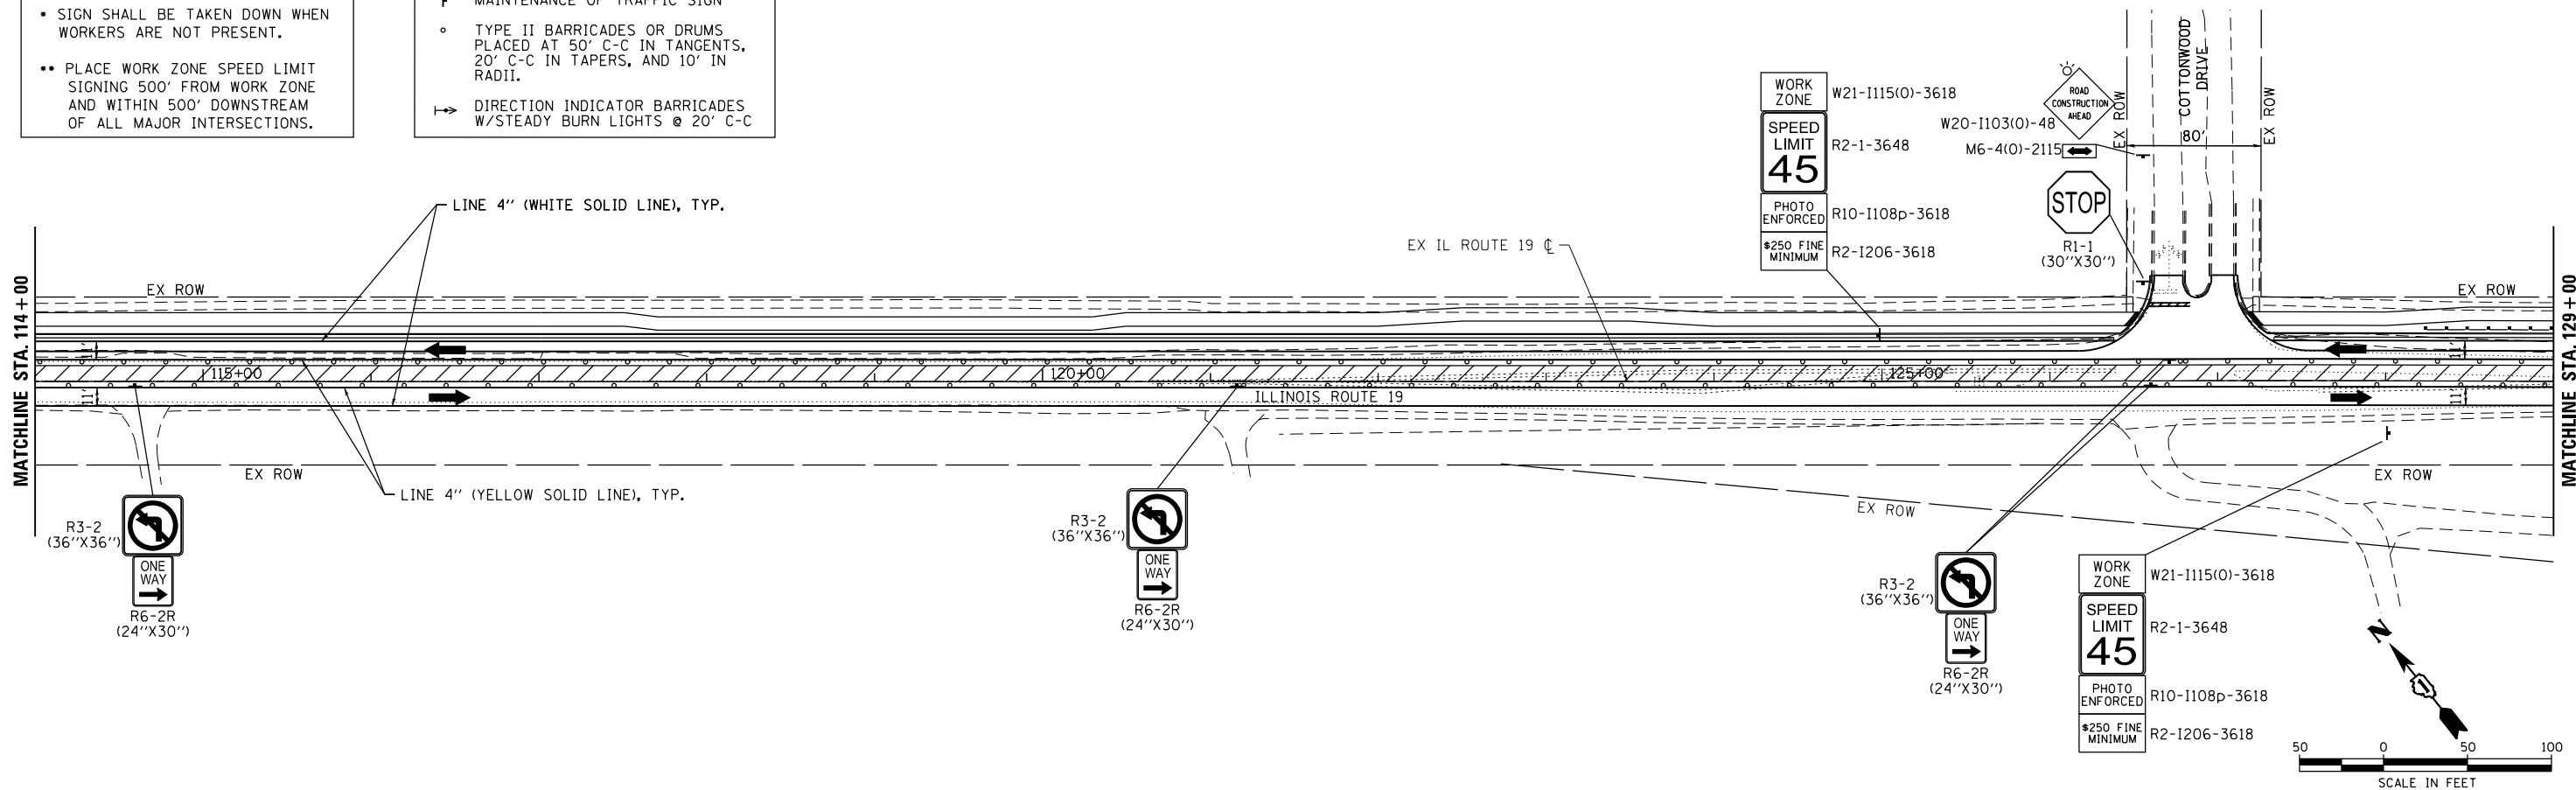 * SIGN SHALL BE TAKEN DOWN WHEN
WORKERS ARE NOT PRESENT.
** PLACE WORK ZONE SPEED LIMIT
SIGNING 500' FROM WORK ZONE
AND WITHIN 500' DOWNSTREAM
OF ALL MAJOR INTERSECTIONS.
MAINTENANCE OF TRAFFIC SIGN
TYPE II BARRICADES OR DRUMS
PLACED AT 50' C-C IN TANGENTS,
20' C-C IN TAPERS, AND 10' IN
RADII.
DIRECTION INDICATOR BARRICADES
W/STEADY BURN LIGHTS @ 20' C-C
WORK
ZONE
W21-I115(O)-3618
SPEED
LIMIT
45
R2-1-3648
PHOTO
ENFORCED
R10-I108p-3618
$250 FINE
MINIMUM
R2-I206-3618
ROAD
CONSTRUCTION
AHEAD
W20-I103(O)-48
M6-4(O)-2115
STOP
R1-1
(30"X30")
EX ROW
COTTONWOOD
DRIVE
80'
EX ROW
LINE 4" (WHITE SOLID LINE), TYP.
EX IL ROUTE 19 ℄
MATCHLINE STA. 114+00
EX ROW
EX ROW
MATCHLINE STA. 129+00
11'
11'
115+00
120+00
125+00
11'
ILLINOIS ROUTE 19
11'
EX ROW
LINE 4" (YELLOW SOLID LINE), TYP.
EX ROW
EX ROW
R3-2
(36"X36")
ONE
WAY
R6-2R
(24"X30")
R3-2
(36"X36")
ONE
WAY
R6-2R
(24"X30")
R3-2
(36"X36")
ONE
WAY
R6-2R
(24"X30")
WORK
ZONE
W21-I115(O)-3618
SPEED
LIMIT
45
R2-1-3648
PHOTO
ENFORCED
R10-I108p-3618
$250 FINE
MINIMUM
R2-I206-3618
N
50 0 50 100
SCALE IN FEET